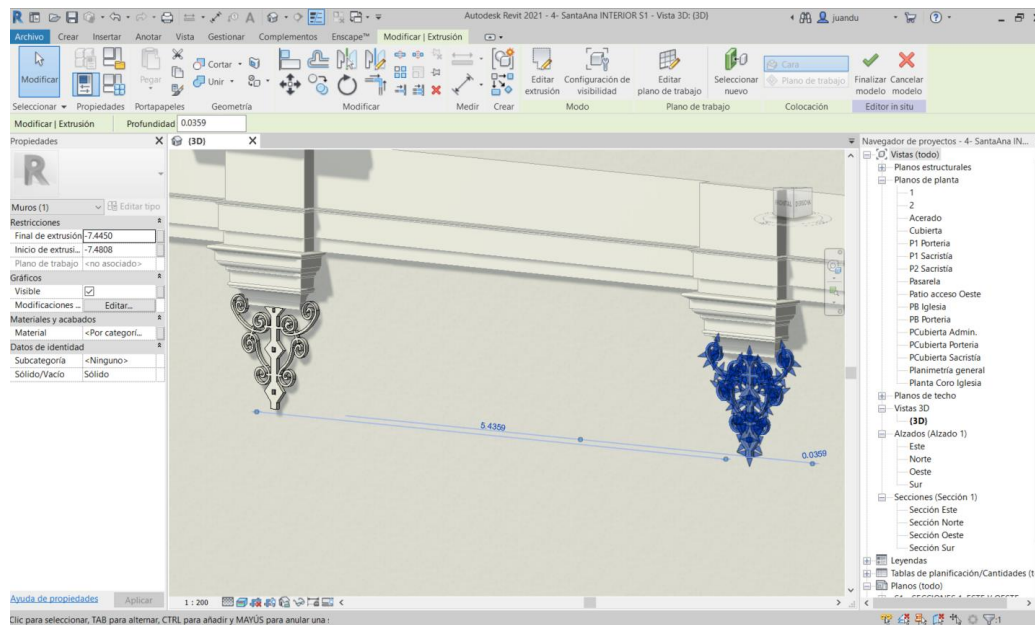 Autodesk Revit 2021 - 4- SantaAna INTERIOR S1 - Vista 3D: {3D}
juandu
Archivo Crear Insertar Anotar Vista Gestionar Complementos Enscape™ Modificar | Extrusión
Modificar
Pegar
Cortar
Unir
Editar extrusión
Configuración de visibilidad
Editar plano de trabajo
Seleccionar nuevo
Cara
Plano de trabajo
Finalizar modelo
Cancelar modelo
Seleccionar Propiedades Portapapeles Geometría Modificar Medir Crear Modo Plano de trabajo Colocación Editor in situ
Modificar | Extrusión Profundidad 0.0359
Propiedades
{3D}
Navegador de proyectos - 4- SantaAna IN...
R
Muros (1) Editar tipo
Restricciones
Final de extrusión -7.4450
Inicio de extrusi... -7.4808
Plano de trabajo <no asociado>
Gráficos
Visible
Modificaciones ... Editar...
Materiales y acabados
Material <Por categorí...
Datos de identidad
Subcategoría <Ninguno>
Sólido/Vacío Sólido
5.4359
0.0359
Vistas (todo)
Planos estructurales
Planos de planta
1
2
Acerado
Cubierta
P1 Porteria
P1 Sacristía
P2 Sacristía
Pasarela
Patio acceso Oeste
PB Iglesia
PB Porteria
PCubierta Admin.
PCubierta Porteria
PCubierta Sacristía
Planimetría general
Planta Coro Iglesia
Planos de techo
Vistas 3D
{3D}
Alzados (Alzado 1)
Este
Norte
Oeste
Sur
Secciones (Sección 1)
Sección Este
Sección Norte
Sección Oeste
Sección Sur
Leyendas
Tablas de planificación/Cantidades (t
Planos (todo)
Ayuda de propiedades Aplicar
1 : 200
Clic para seleccionar, TAB para alternar, CTRL para añadir y MAYÚS para anular una
:1